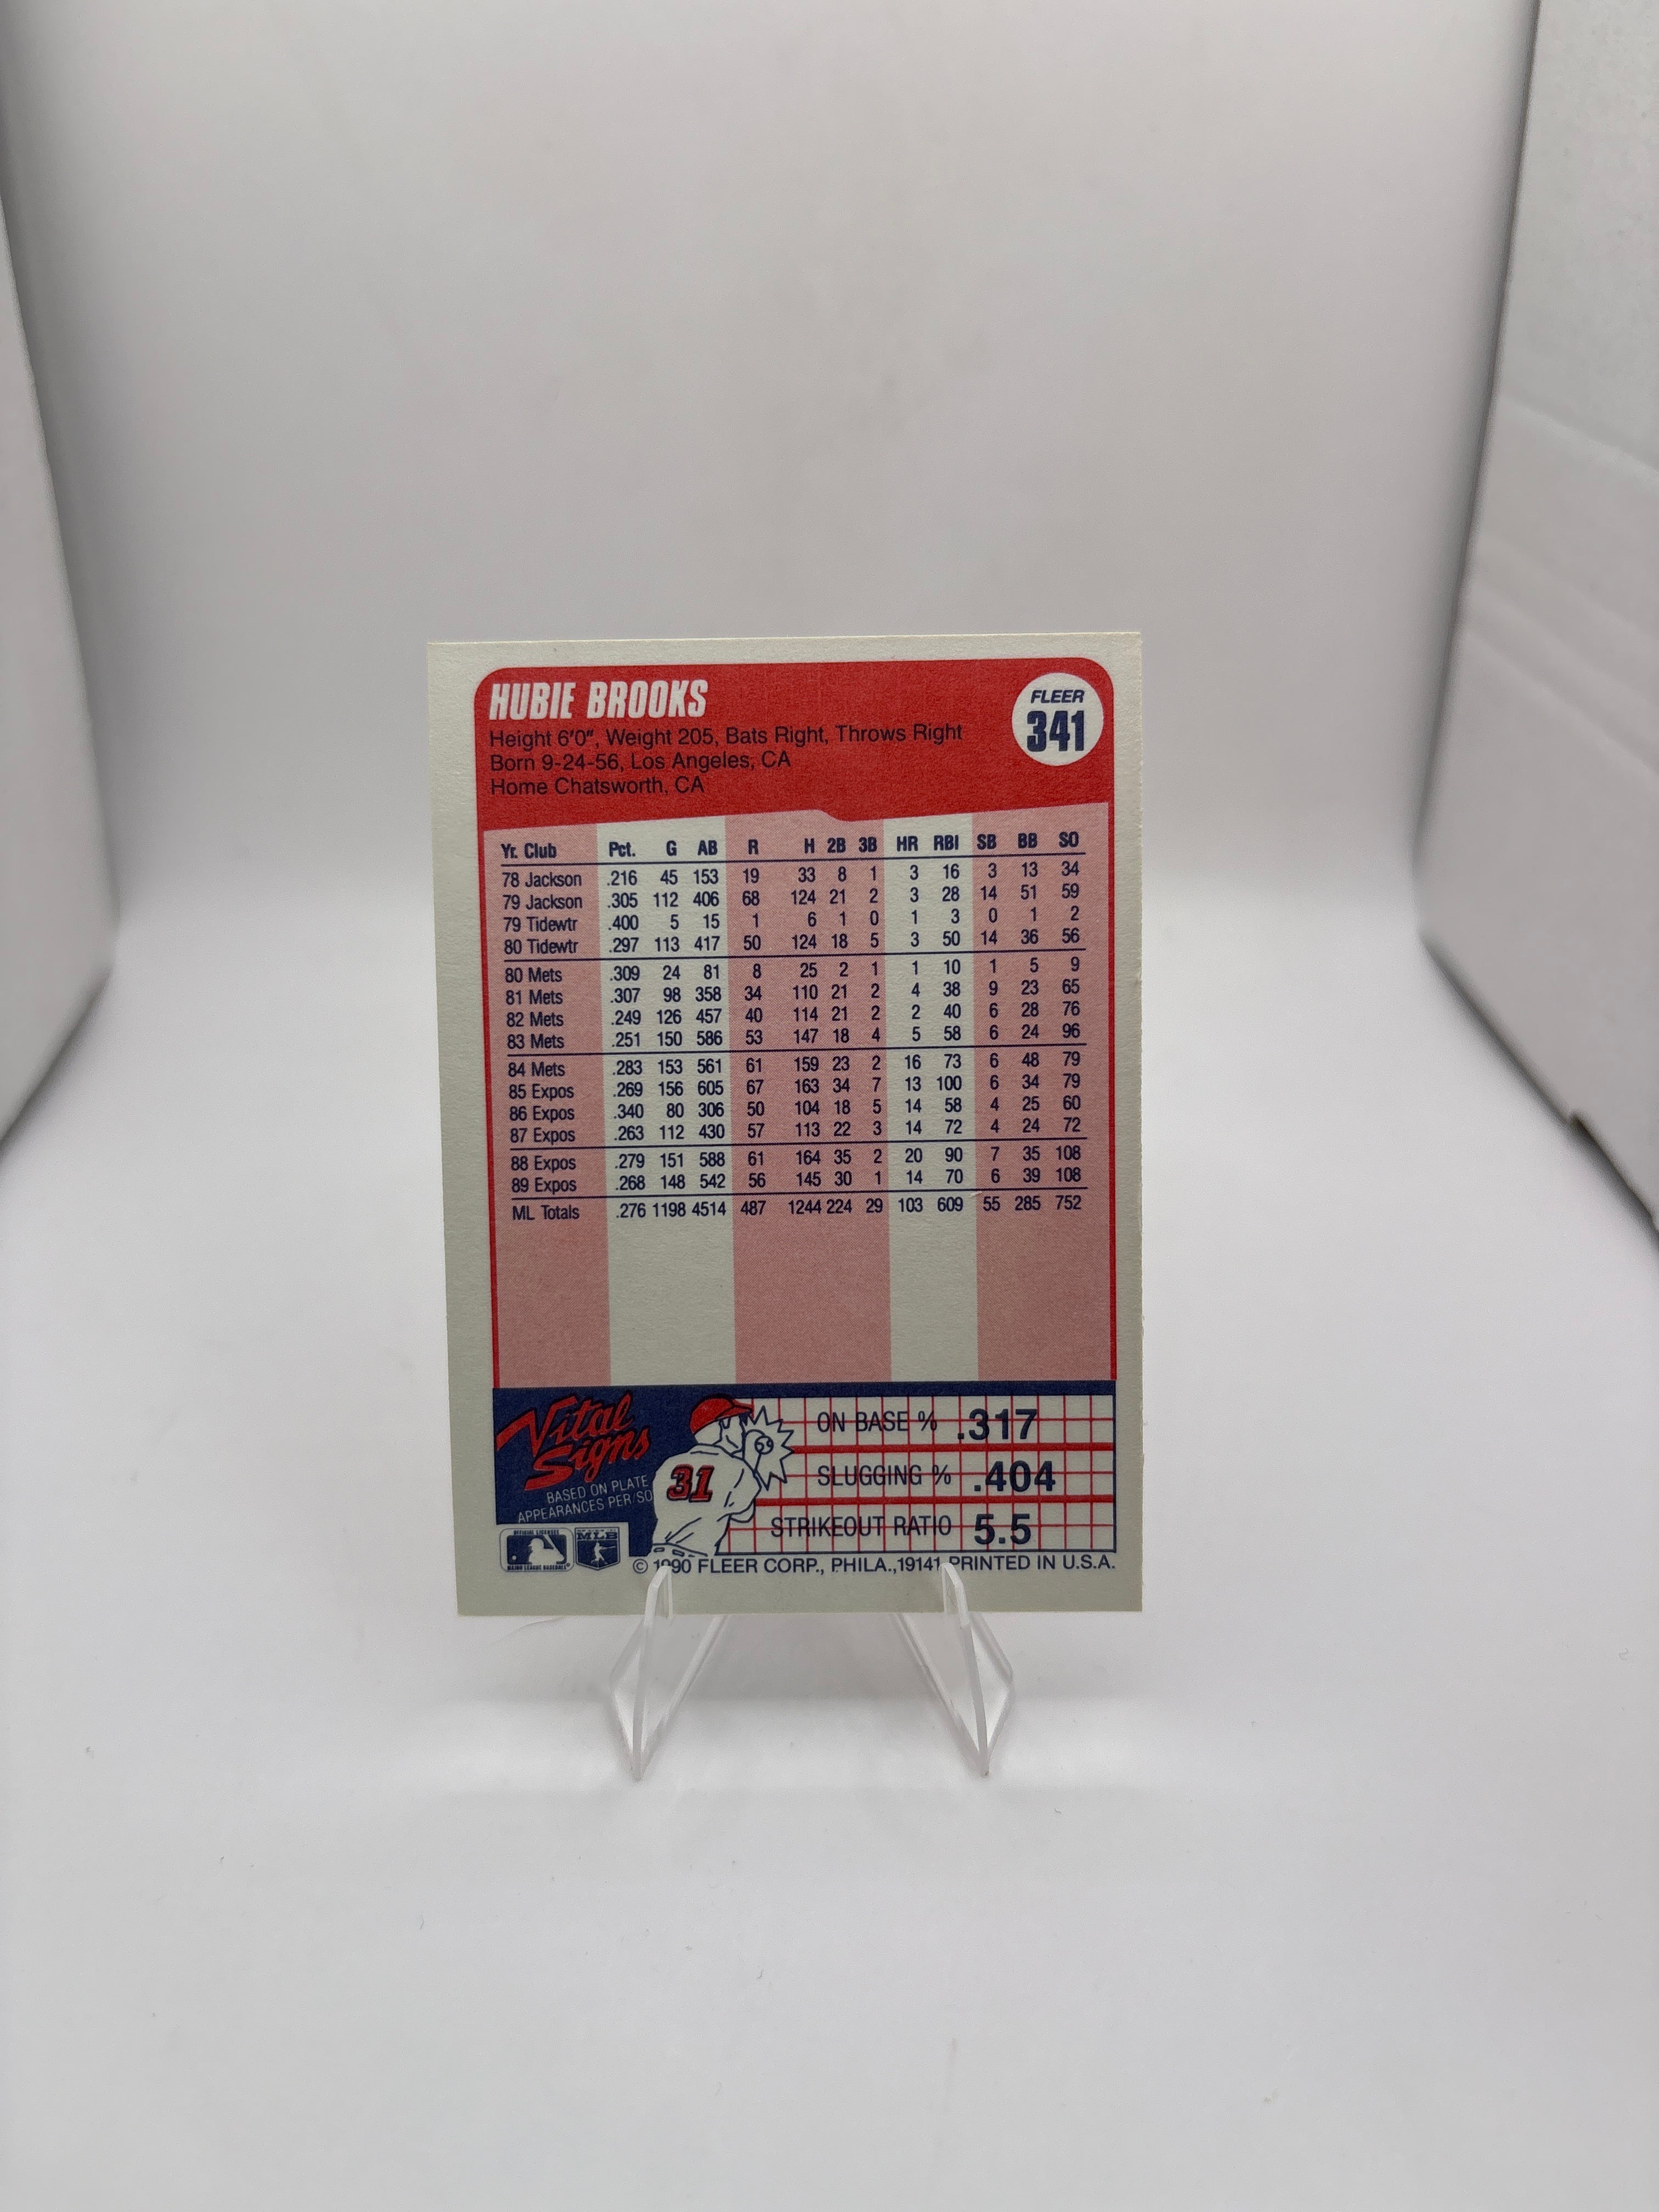 HUBIE BROOKS
FLEER
341
Height 6'0", Weight 205, Bats Right, Throws Right
Born 9-24-56, Los Angeles, CA
Home Chatsworth, CA
Yr. Club Pct. G AB R H 2B 3B HR RBI SB BB SO
78 Jackson .216 45 153 19 33 8 1 3 16 3 13 34
79 Jackson .305 112 406 68 124 21 2 3 28 14 51 59
79 Tidewtr .400 5 15 1 6 1 0 1 3 0 1 2
80 Tidewtr .297 113 417 50 124 18 5 3 50 14 36 56
80 Mets .309 24 81 8 25 2 1 1 10 1 5 9
81 Mets .307 98 358 34 110 21 2 4 38 9 23 65
82 Mets .249 126 457 40 114 21 2 2 40 6 28 76
83 Mets .251 150 586 53 147 18 4 5 58 6 24 96
84 Mets .283 153 561 61 159 23 2 16 73 6 48 79
85 Expos .269 156 605 67 163 34 7 13 100 6 34 79
86 Expos .340 80 306 50 104 18 5 14 58 4 25 60
87 Expos .263 112 430 57 113 22 3 14 72 4 24 72
88 Expos .279 151 588 61 164 35 2 20 90 7 35 108
89 Expos .268 148 542 56 145 30 1 14 70 6 39 108
ML Totals .276 1198 4514 487 1244 224 29 103 609 55 285 752
Vital
Signs
BASED ON PLATE
APPEARANCES PER/SO
31
ON BASE % .317
SLUGGING % .404
STRIKEOUT RATIO 5.5
OFFICIAL LICENSEE
MAJOR LEAGUE BASEBALL
MLB
© 1990 FLEER CORP., PHILA.,19141 PRINTED IN U.S.A.